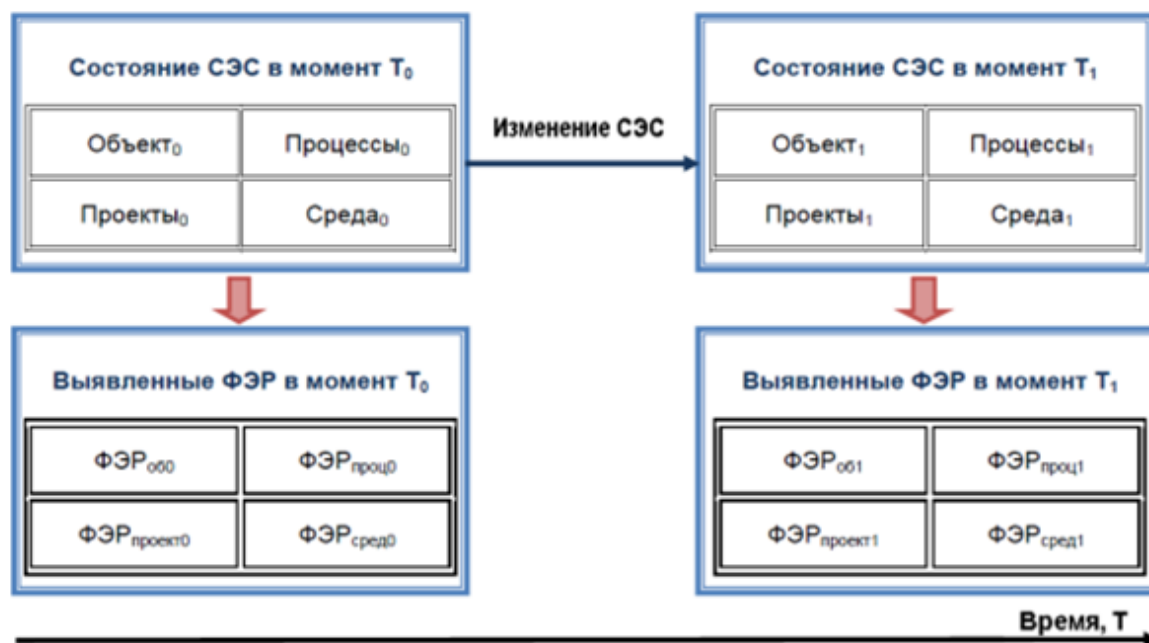 Состояние СЭС в момент T₀
Объект₀ Процессы₀
Проекты₀ Среда₀
Изменение СЭС
Состояние СЭС в момент T₁
Объект₁ Процессы₁
Проекты₁ Среда₁
Выявленные ФЭР в момент T₀
ФЭРоб0 ФЭРпроц0
ФЭРпроект0 ФЭРсред0
Выявленные ФЭР в момент T₁
ФЭРоб1 ФЭРпроц1
ФЭРпроект1 ФЭРсред1
Время, Т